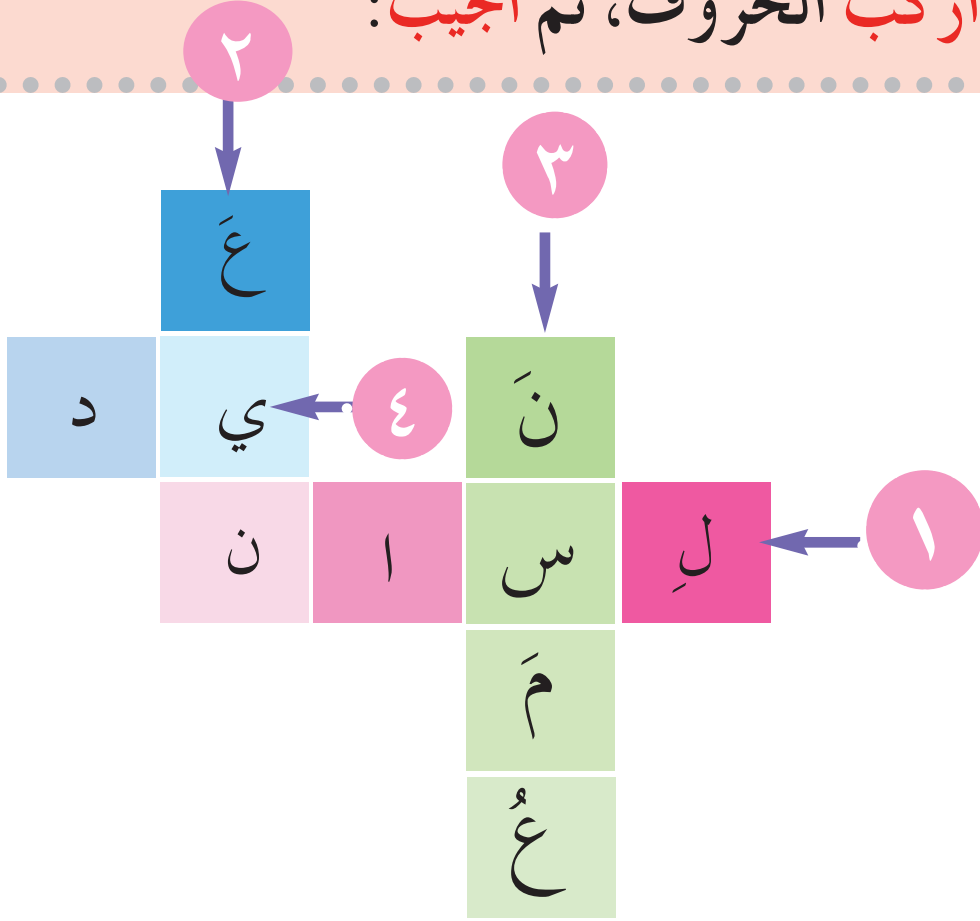 أركب الحروف، ثم أجيب:
٢
٣
عَ
نَ
٤
ي
د
١
لِ
س
ا
ن
مَ
عُ